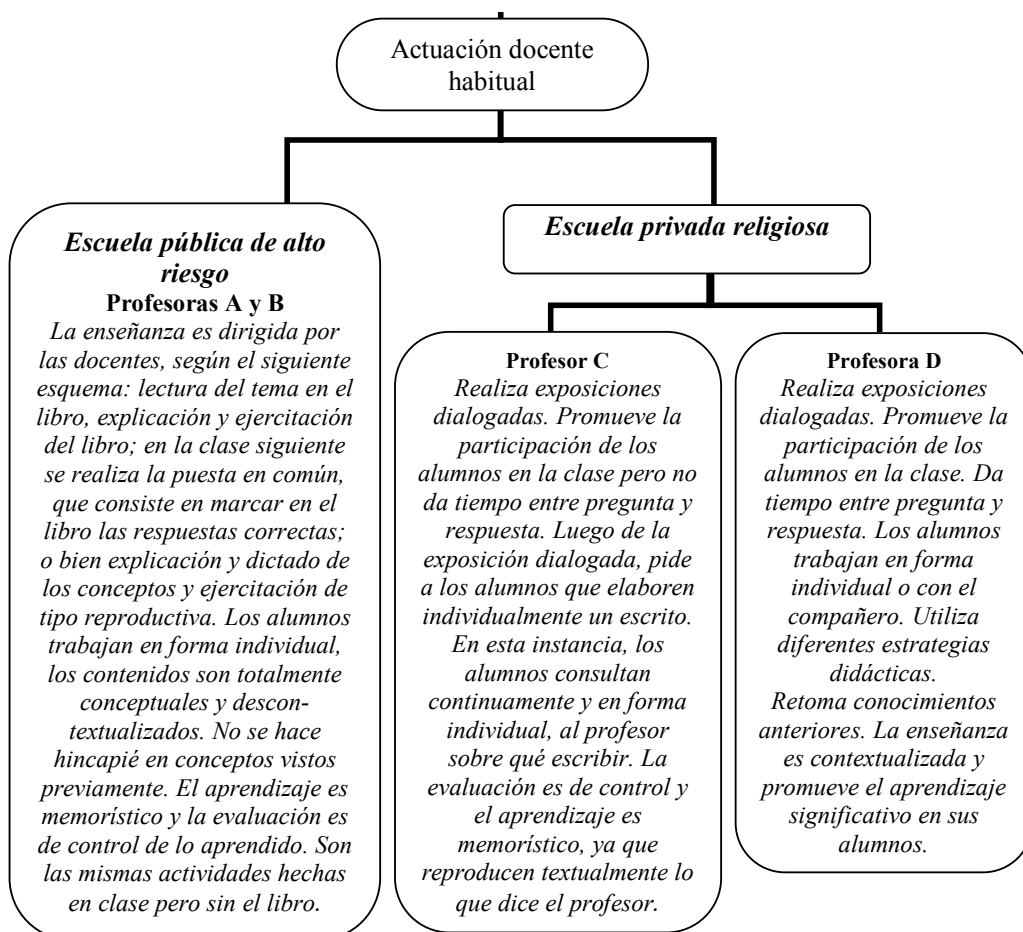 Actuación docente
habitual
Escuela pública de alto
riesgo
Profesoras A y B
La enseñanza es dirigida por
las docentes, según el siguiente
esquema: lectura del tema en el
libro, explicación y ejercitación
del libro; en la clase siguiente
se realiza la puesta en común,
que consiste en marcar en el
libro las respuestas correctas;
o bien explicación y dictado de
los conceptos y ejercitación de
tipo reproductiva. Los alumnos
trabajan en forma individual,
los contenidos son totalmente
conceptuales y descon-
textualizados. No se hace
hincapié en conceptos vistos
previamente. El aprendizaje es
memorístico y la evaluación es
de control de lo aprendido. Son
las mismas actividades hechas
en clase pero sin el libro.
Escuela privada religiosa
Profesor C
Realiza exposiciones
dialogadas. Promueve la
participación de los
alumnos en la clase pero no
da tiempo entre pregunta y
respuesta. Luego de la
exposición dialogada, pide
a los alumnos que elaboren
individualmente un escrito.
En esta instancia, los
alumnos consultan
continuamente y en forma
individual, al profesor
sobre qué escribir. La
evaluación es de control y
el aprendizaje es
memorístico, ya que
reproducen textualmente lo
que dice el profesor.
Profesora D
Realiza exposiciones
dialogadas. Promueve la
participación de los
alumnos en la clase. Da
tiempo entre pregunta y
respuesta. Los alumnos
trabajan en forma
individual o con el
compañero. Utiliza
diferentes estrategias
didácticas.
Retoma conocimientos
anteriores. La enseñanza
es contextualizada y
promueve el aprendizaje
significativo en sus
alumnos.